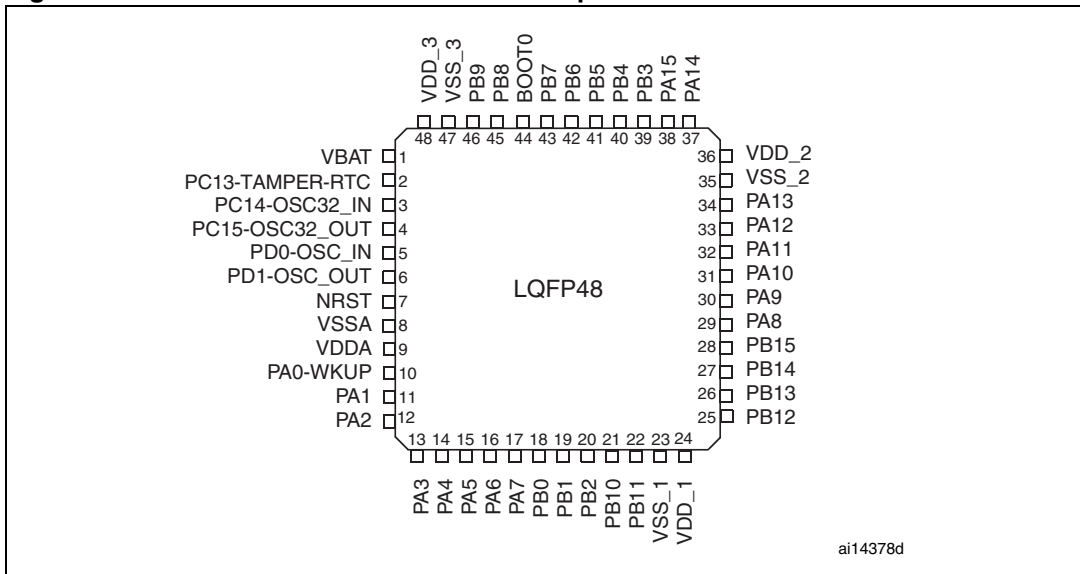 VDD_3
VSS_3
PB9
PB8
BOOT0
PB7
PB6
PB5
PB4
PB3
PA15
PA14
48 47 46 45 44 43 42 41 40 39 38 37
VBAT 1
PC13-TAMPER-RTC 2
PC14-OSC32_IN 3
PC15-OSC32_OUT 4
PD0-OSC_IN 5
PD1-OSC_OUT 6
NRST 7
VSSA 8
VDDA 9
PA0-WKUP 10
PA1 11
PA2 12
LQFP48
36 VDD_2
35 VSS_2
34 PA13
33 PA12
32 PA11
31 PA10
30 PA9
29 PA8
28 PB15
27 PB14
26 PB13
25 PB12
13 14 15 16 17 18 19 20 21 22 23 24
PA3
PA4
PA5
PA6
PA7
PB0
PB1
PB2
PB10
PB11
VSS_1
VDD_1
ai14378d